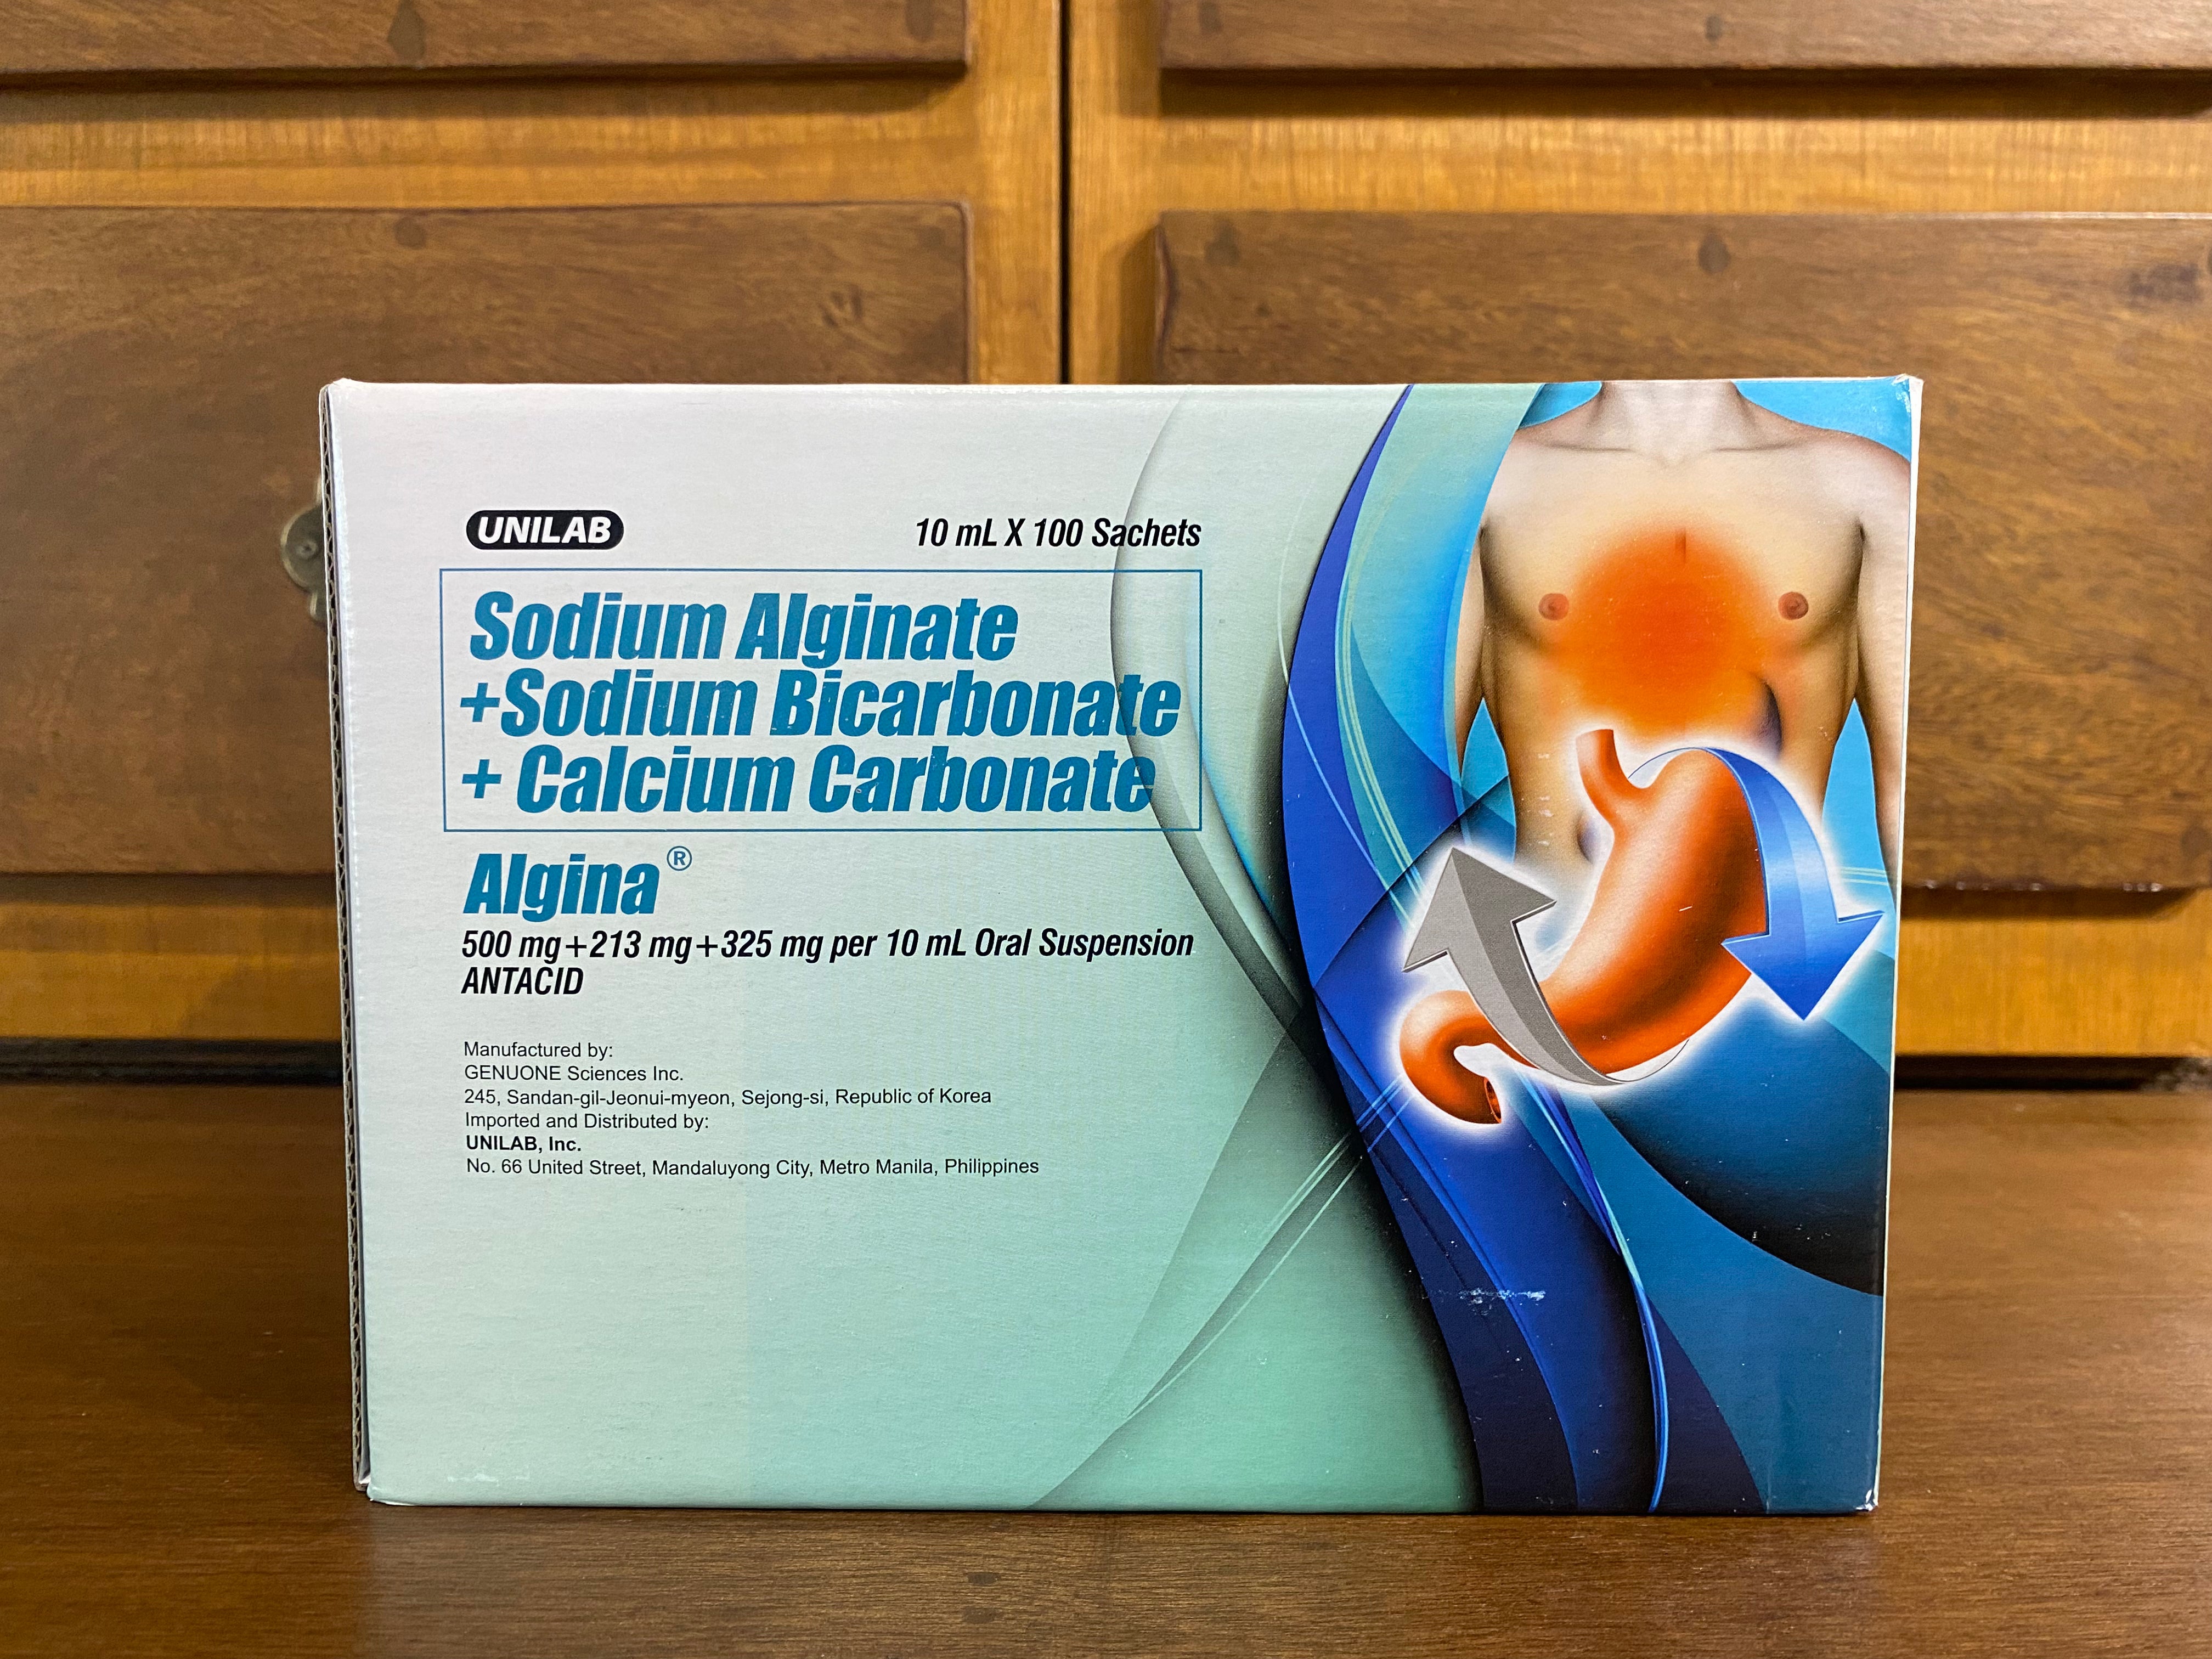 UNILAB
10 mL X 100 Sachets
Sodium Alginate
+Sodium Bicarbonate
+ Calcium Carbonate
Algina®
500 mg+213 mg+325 mg per 10 mL Oral Suspension
ANTACID
Manufactured by:
GENUONE Sciences Inc.
245, Sandan-gil-Jeonui-myeon, Sejong-si, Republic of Korea
Imported and Distributed by:
UNILAB, Inc.
No. 66 United Street, Mandaluyong City, Metro Manila, Philippines